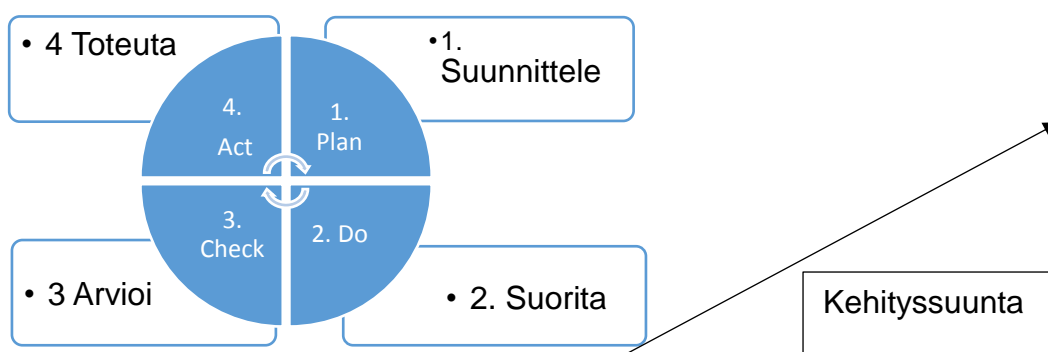 • 4 Toteuta
•1.
Suunnittele
4.
Act
1.
Plan
3.
Check
2. Do
• 3 Arvioi
• 2. Suorita
Kehityssuunta